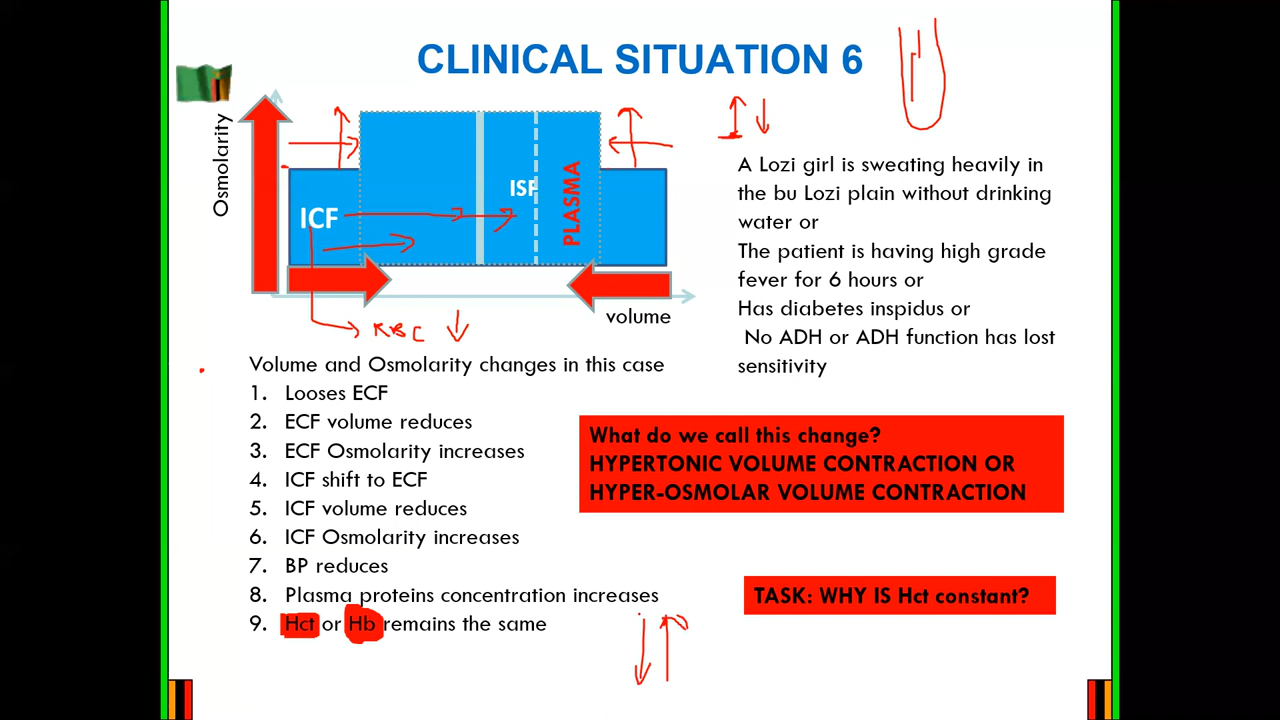 CLINICAL SITUATION 6
Osmolarity
ICF
ISF
PLASMA
volume
RBC
A Lozi girl is sweating heavily in
the bu Lozi plain without drinking
water or
The patient is having high grade
fever for 6 hours or
Has diabetes inspidus or
No ADH or ADH function has lost
sensitivity
Volume and Osmolarity changes in this case
1. Looses ECF
2. ECF volume reduces
3. ECF Osmolarity increases
4. ICF shift to ECF
5. ICF volume reduces
6. ICF Osmolarity increases
7. BP reduces
8. Plasma proteins concentration increases
9. Hct or Hb remains the same
What do we call this change?
HYPERTONIC VOLUME CONTRACTION OR
HYPER-OSMOLAR VOLUME CONTRACTION
TASK: WHY IS Hct constant?